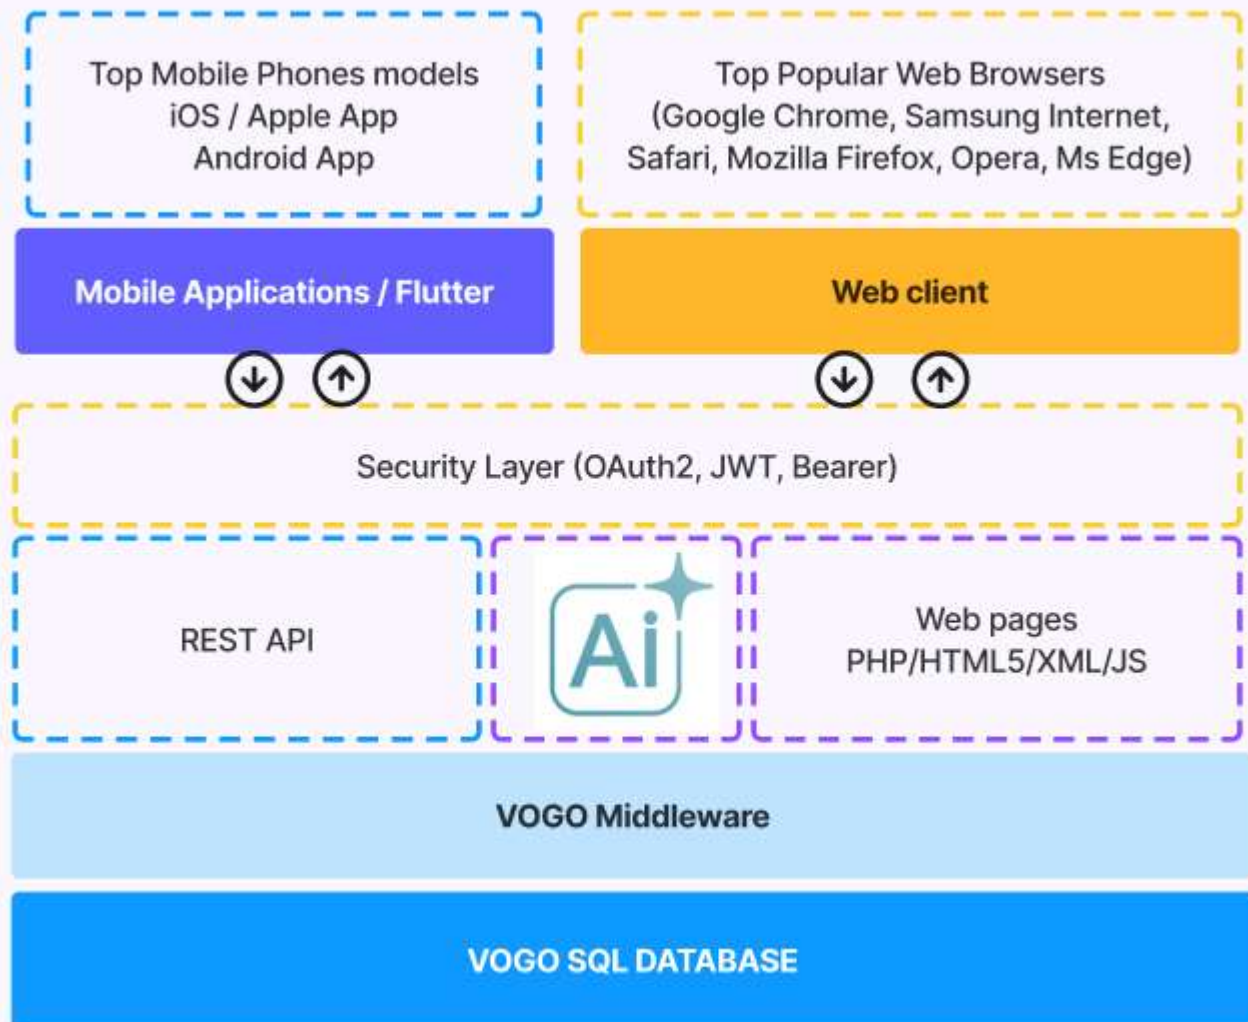 Top Mobile Phones models
iOS / Apple App
Android App
Top Popular Web Browsers
(Google Chrome, Samsung Internet,
Safari, Mozilla Firefox, Opera, Ms Edge)
Mobile Applications / Flutter
Web client
Security Layer (OAuth2, JWT, Bearer)
REST API
Ai
Web pages
PHP/HTML5/XML/JS
VOGO Middleware
VOGO SQL DATABASE